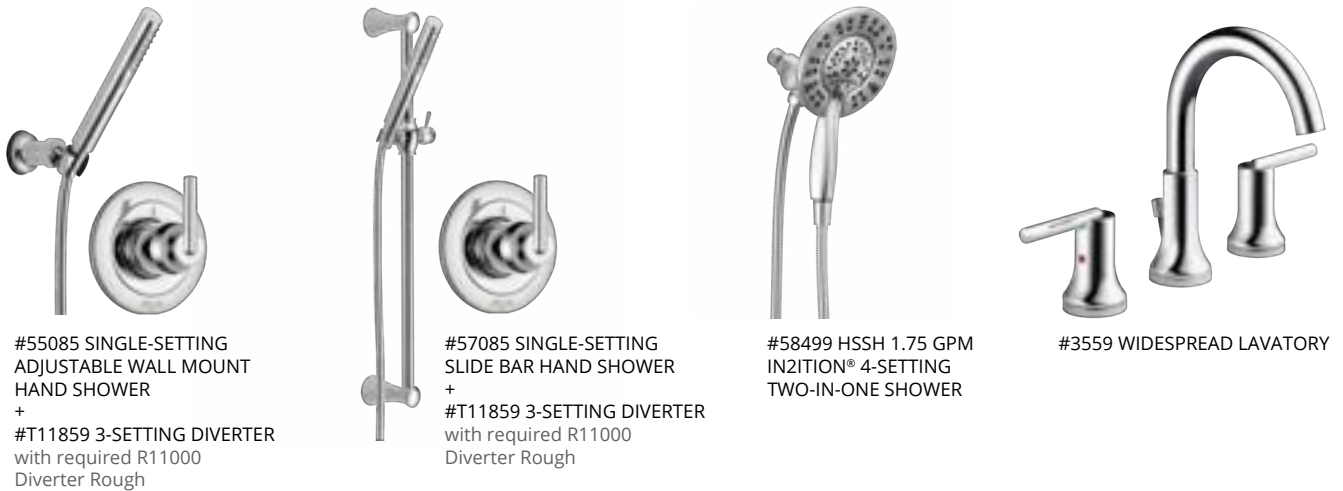 #55085 SINGLE-SETTING
ADJUSTABLE WALL MOUNT
HAND SHOWER
+
#T11859 3-SETTING DIVERTER
with required R11000
Diverter Rough
#57085 SINGLE-SETTING
SLIDE BAR HAND SHOWER
+
#T11859 3-SETTING DIVERTER
with required R11000
Diverter Rough
#58499 HSSH 1.75 GPM
IN2ITION® 4-SETTING
TWO-IN-ONE SHOWER
#3559 WIDESPREAD LAVATORY